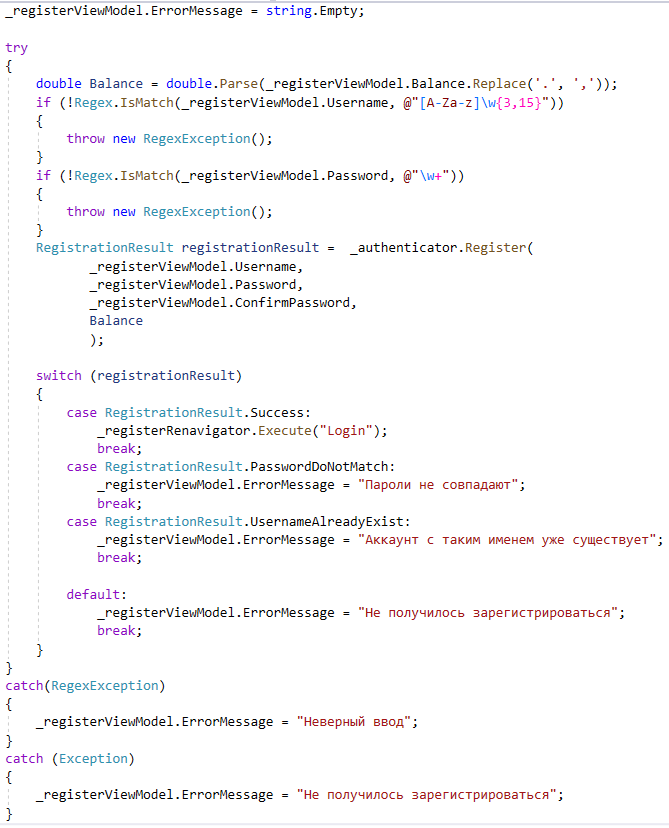 _registerViewModel.ErrorMessage = string.Empty;
try
{
double Balance = double.Parse(_registerViewModel.Balance.Replace('.', ','));
if (!Regex.IsMatch(_registerViewModel.Username, @"[A-Za-z]\w{3,15}"))
{
throw new RegexException();
}
if (!Regex.IsMatch(_registerViewModel.Password, @"\w+"))
{
throw new RegexException();
}
RegistrationResult registrationResult =  _authenticator.Register(
_registerViewModel.Username,
_registerViewModel.Password,
_registerViewModel.ConfirmPassword,
Balance
);
switch (registrationResult)
{
case RegistrationResult.Success:
_registerRenavigator.Execute("Login");
break;
case RegistrationResult.PasswordDoNotMatch:
_registerViewModel.ErrorMessage = "Пароли не совпадают";
break;
case RegistrationResult.UsernameAlreadyExist:
_registerViewModel.ErrorMessage = "Аккаунт с таким именем уже существует";
break;
default:
_registerViewModel.ErrorMessage = "Не получилось зарегистрироваться";
break;
}
}
catch(RegexException)
{
_registerViewModel.ErrorMessage = "Неверный ввод";
}
catch (Exception)
{
_registerViewModel.ErrorMessage = "Не получилось зарегистрироваться";
}